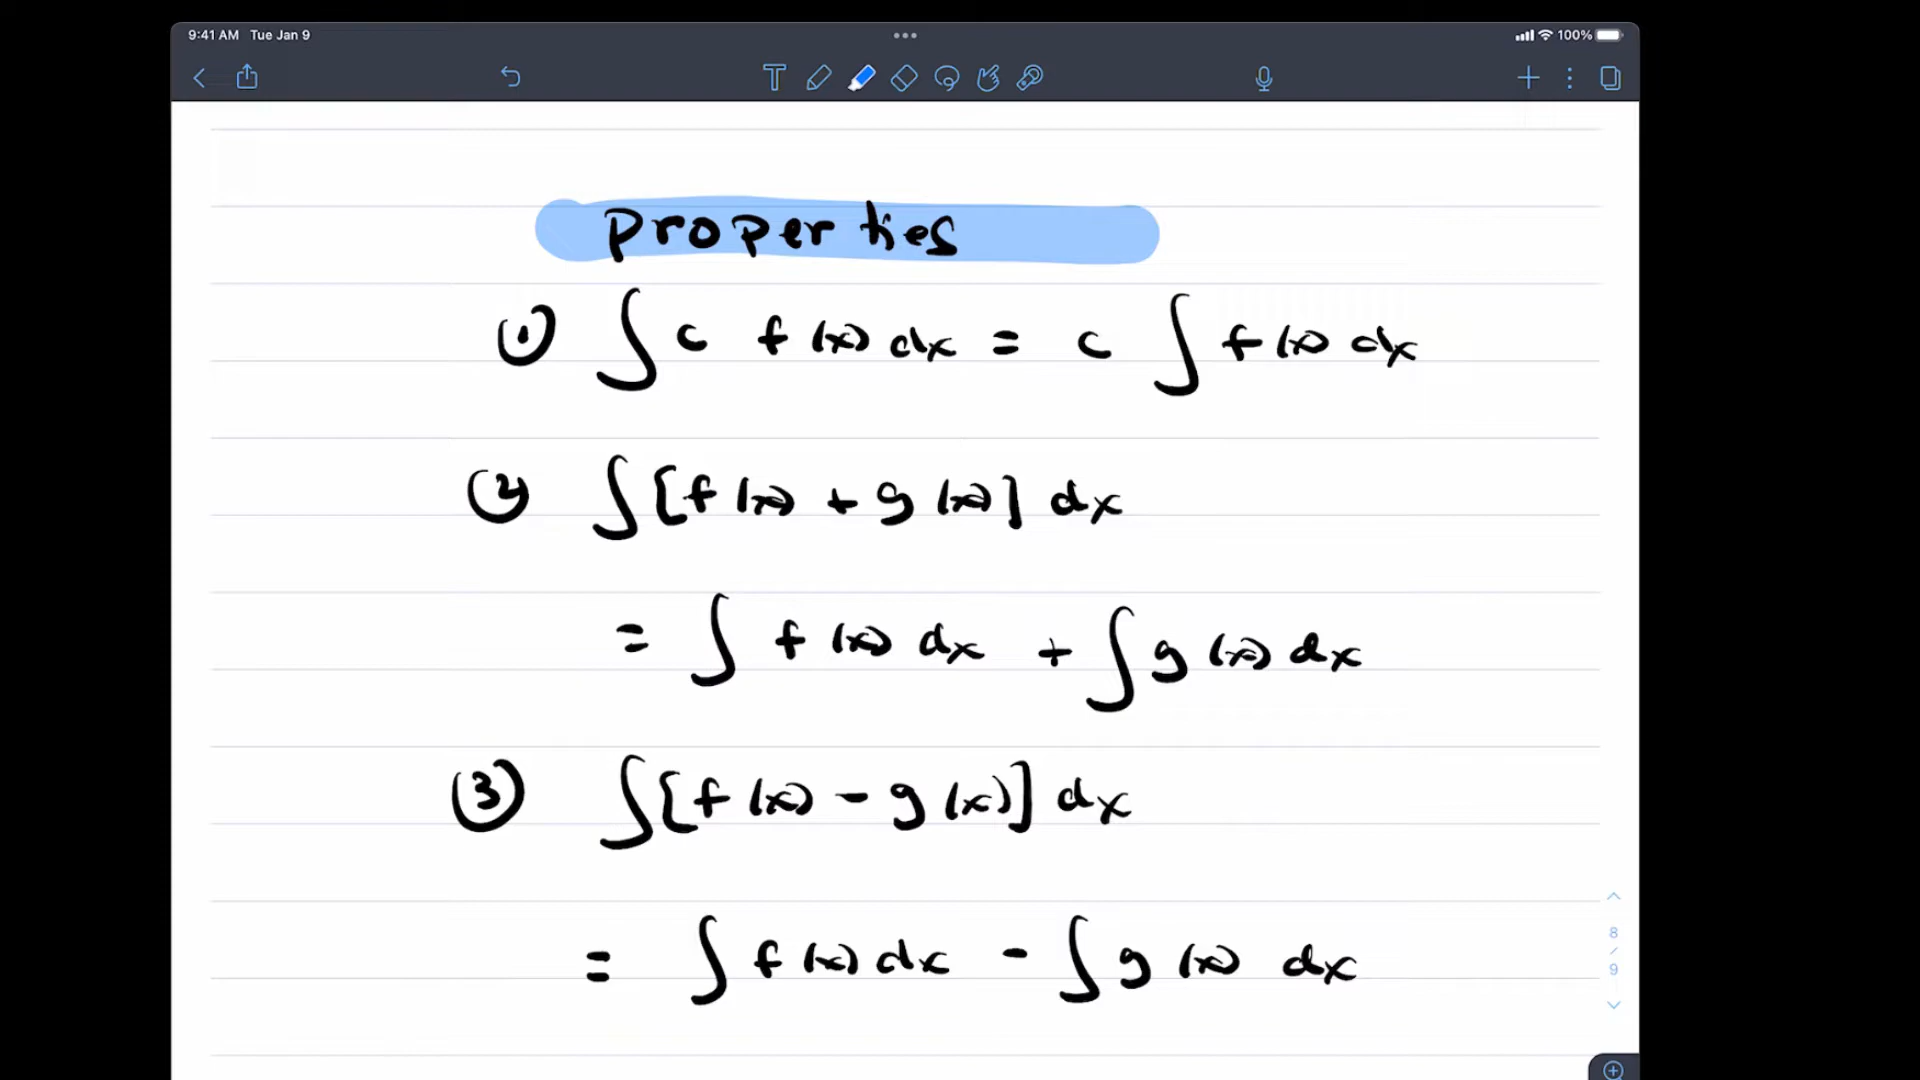 9:41 AM Tue Jan 9 100%
properties
① ∫ c f(x) dx = c ∫ f(x) dx
② ∫ [f(x) + g(x)] dx
= ∫ f(x) dx + ∫ g(x) dx
③ ∫ [f(x) - g(x)] dx
= ∫ f(x) dx - ∫ g(x) dx
8
/
9